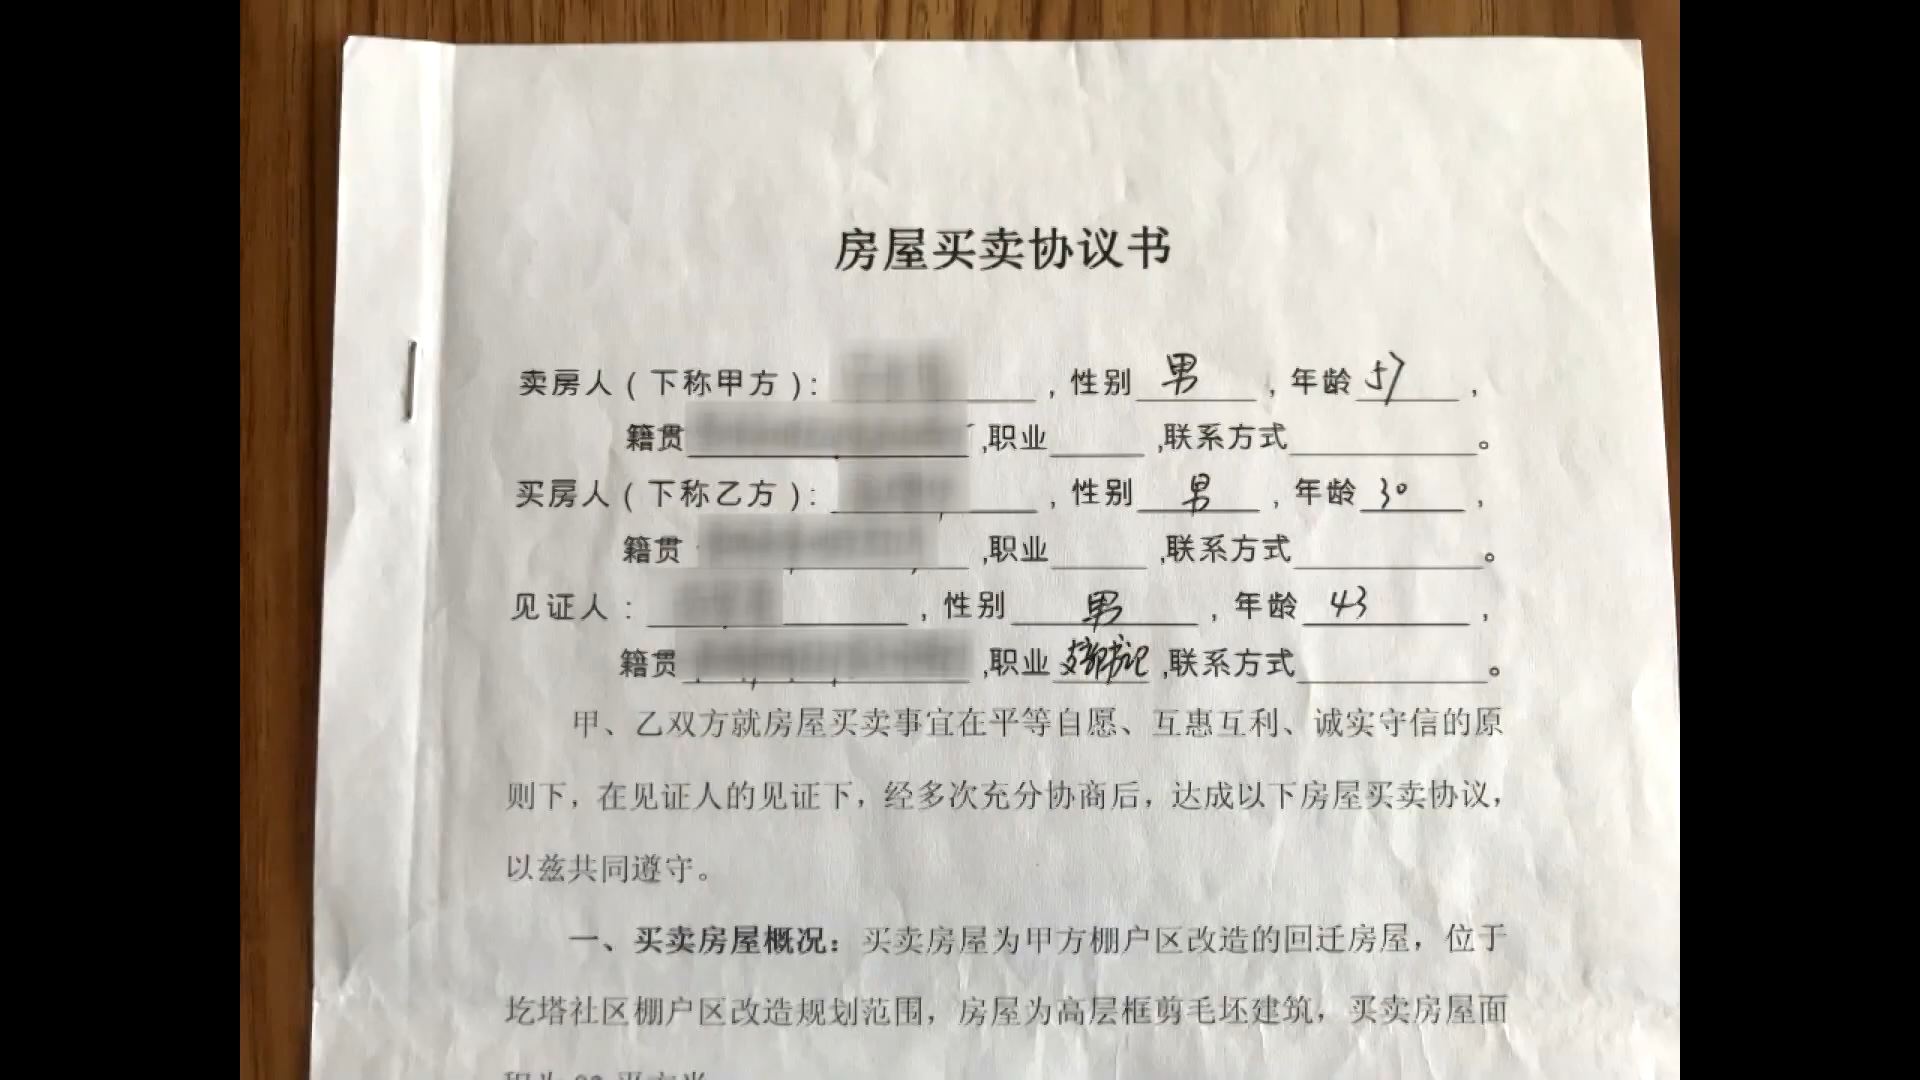 房屋买卖协议书
卖房人(下称甲方): ,性别 男 ,年龄 57 ,
籍贯 ,职业 ,联系方式 。
买房人(下称乙方): ,性别 男 ,年龄 30 ,
籍贯 ,职业 ,联系方式 。
见证人: ,性别 男 ,年龄 43 ,
籍贯 ,职业 支部书记 ,联系方式 。
甲、乙双方就房屋买卖事宜在平等自愿、互惠互利、诚实守信的原
则下,在见证人的见证下,经多次充分协商后,达成以下房屋买卖协议,
以兹共同遵守。
一、买卖房屋概况:买卖房屋为甲方棚户区改造的回迁房屋,位于
圪塔社区棚户区改造规划范围,房屋为高层框剪毛坯建筑,买卖房屋面